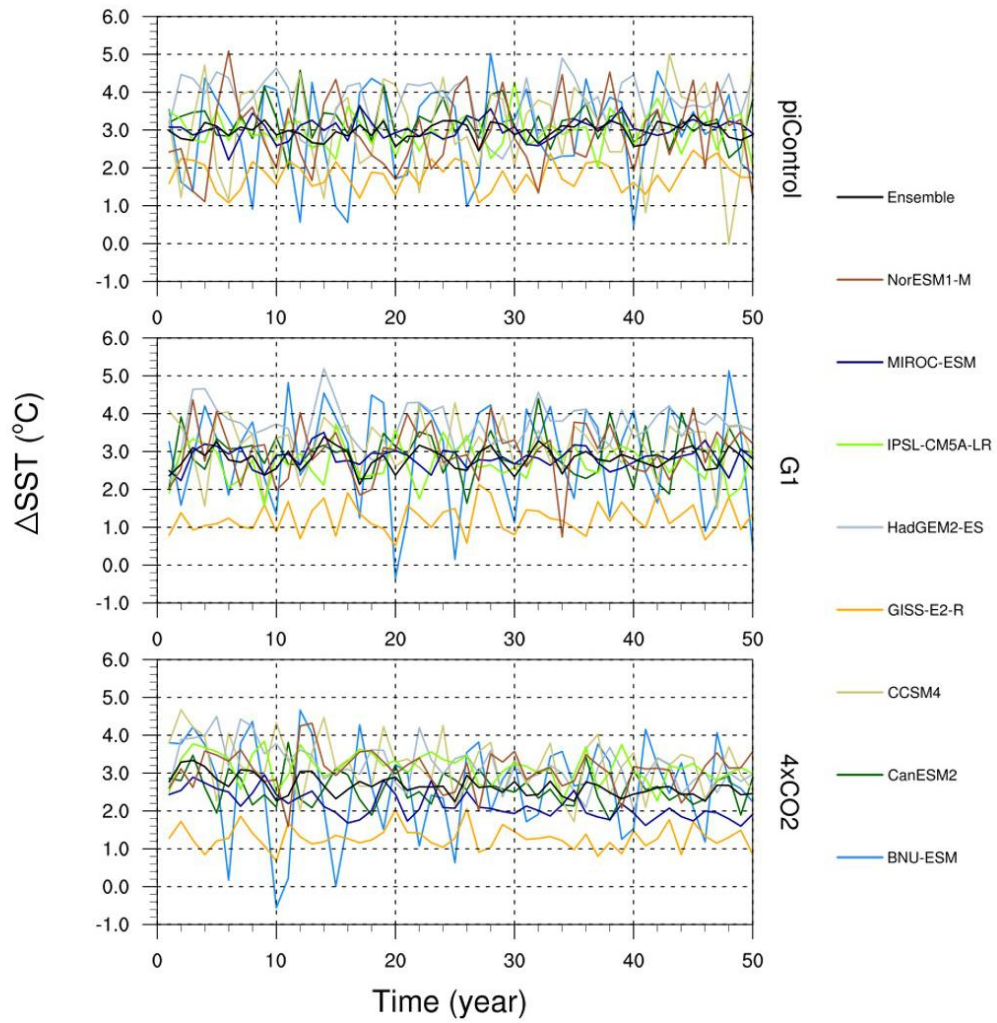 6.0
5.0
4.0
3.0
2.0
1.0
0.0
-1.0
0 10 20 30 40 50
piControl
6.0
5.0
4.0
3.0
2.0
1.0
0.0
-1.0
0 10 20 30 40 50
G1
6.0
5.0
4.0
3.0
2.0
1.0
0.0
-1.0
0 10 20 30 40 50
4xCO2
ΔSST (°C)
Time (year)
Ensemble
NorESM1-M
MIROC-ESM
IPSL-CM5A-LR
HadGEM2-ES
GISS-E2-R
CCSM4
CanESM2
BNU-ESM